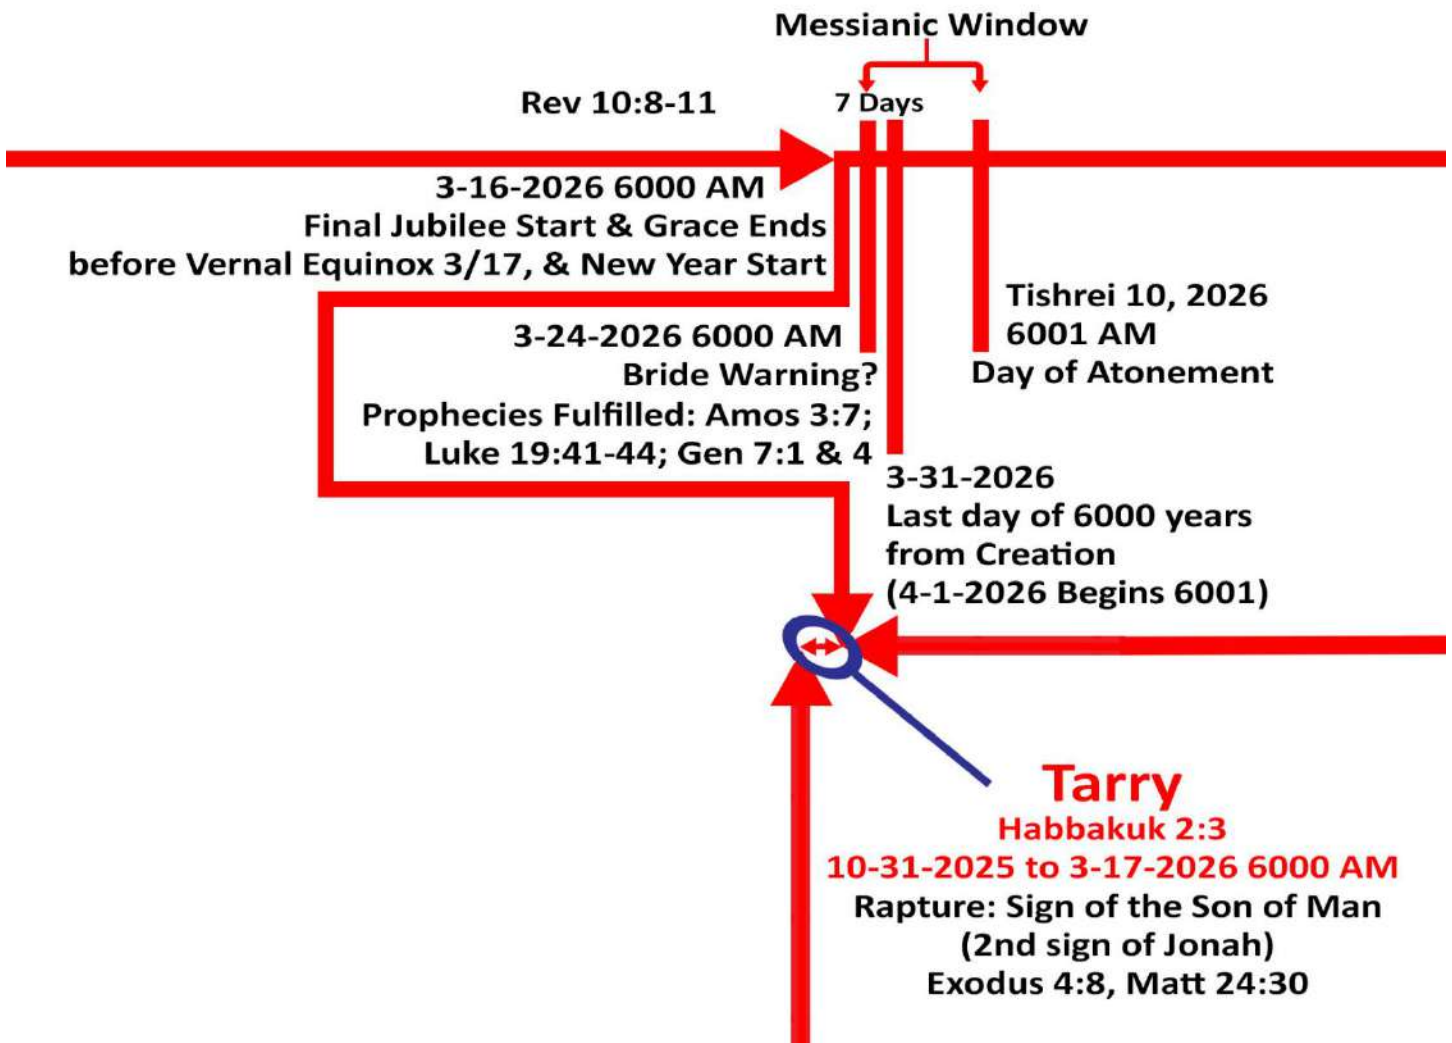 Messianic Window
Rev 10:8-11
7 Days
3-16-2026 6000 AM
Final Jubilee Start & Grace Ends
before Vernal Equinox 3/17, & New Year Start
Tishrei 10, 2026
6001 AM
Day of Atonement
3-24-2026 6000 AM
Bride Warning?
Prophecies Fulfilled: Amos 3:7;
Luke 19:41-44; Gen 7:1 & 4
3-31-2026
Last day of 6000 years
from Creation
(4-1-2026 Begins 6001)
Tarry
Habbakuk 2:3
10-31-2025 to 3-17-2026 6000 AM
Rapture: Sign of the Son of Man
(2nd sign of Jonah)
Exodus 4:8, Matt 24:30